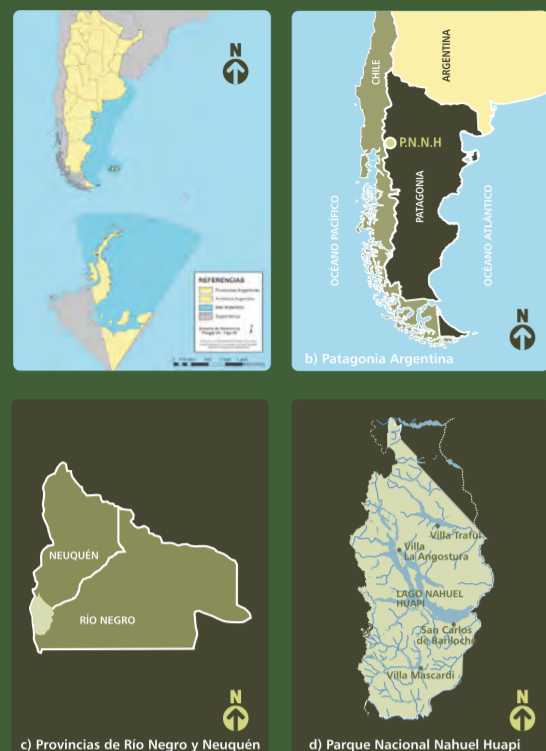 N
REFERENCIAS
N
CHILE
ARGENTINA
P.N.N.H
PATAGONIA
OCÉANO PACÍFICO
OCÉANO ATLÁNTICO
N
b) Patagonia Argentina
NEUQUÉN
RÍO NEGRO
N
c) Provincias de Río Negro y Neuquén
Villa Traful
Villa
La Angostura
LAGO NAHUEL
HUAPI
San Carlos
de Bariloche
Villa Mascardi
N
d) Parque Nacional Nahuel Huapi